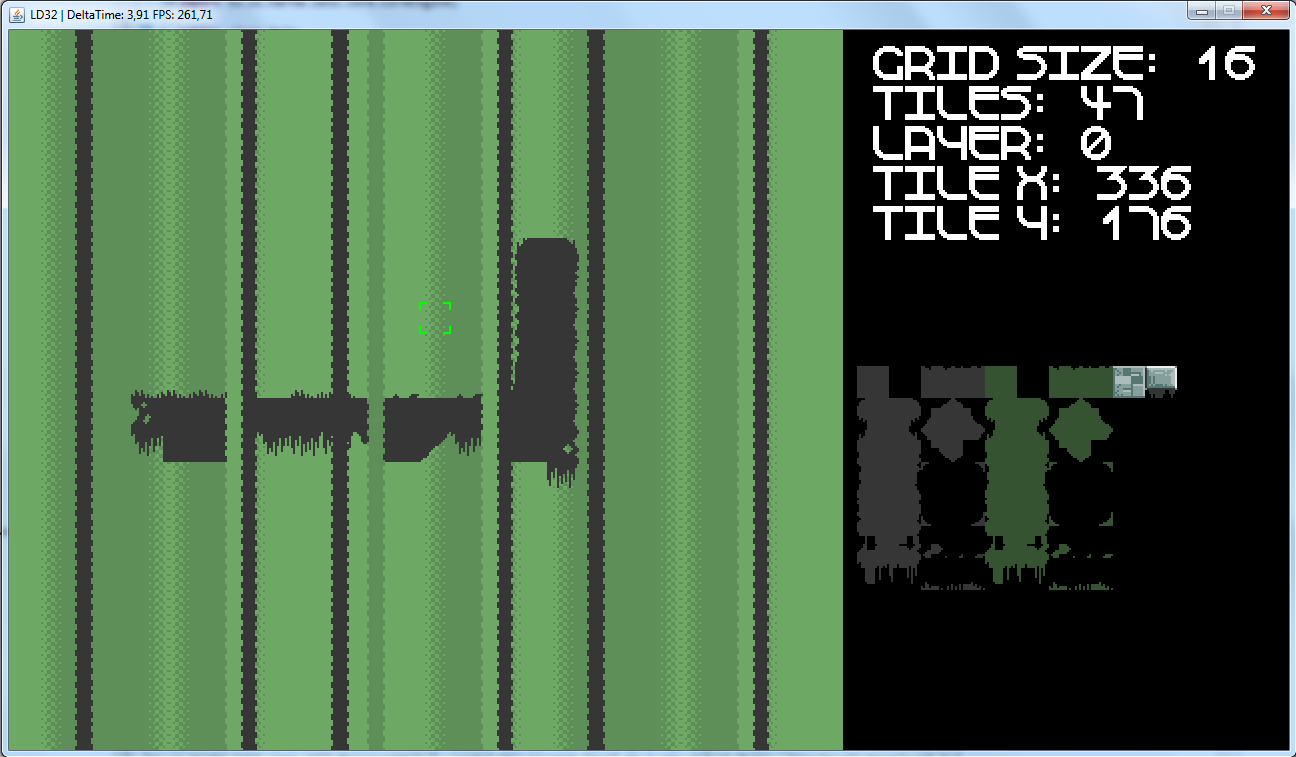 LD32 | DeltaTime: 3,91 FPS: 261,71
GRID SIZE: 16
TILES: 47
LAYER: 0
TILE X: 336
TILE Y: 176